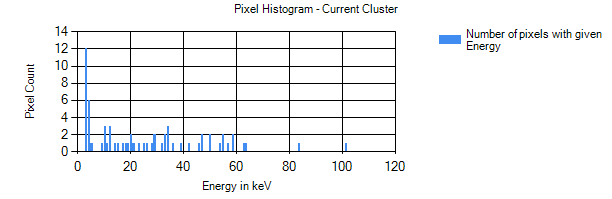 Pixel Histogram - Current Cluster
Number of pixels with given
Energy
Pixel Count
14
12
10
8
6
4
2
0
0 20 40 60 80 100 120
Energy in keV